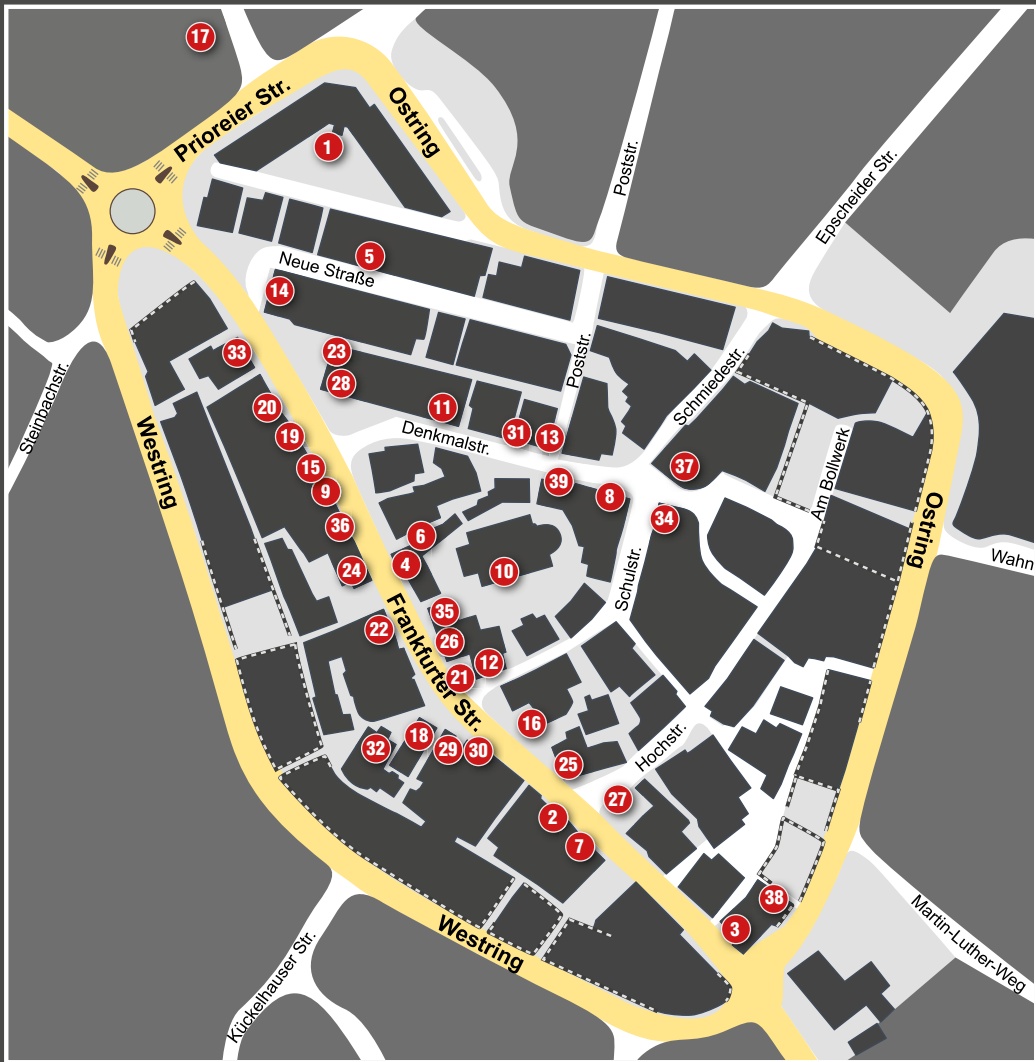 17
Prioreier Str.
Ostring
1
Poststr.
Epscheider Str.
5
Neue Straße
14
33
23
28
Poststr.
Schmiedestr.
Steinbachstr.
Westring
20
11
19
31
13
Denkmalstr.
15
9
39
8
37
Am Bollwerk
36
34
Ostring
6
4
24
10
Wahn
Schulstr.
35
22
26
Frankfurter Str.
12
21
16
18
32
29
30
25
Hochstr.
27
2
7
38
3
Martin-Luther-Weg
Westring
Kückelhauser Str.